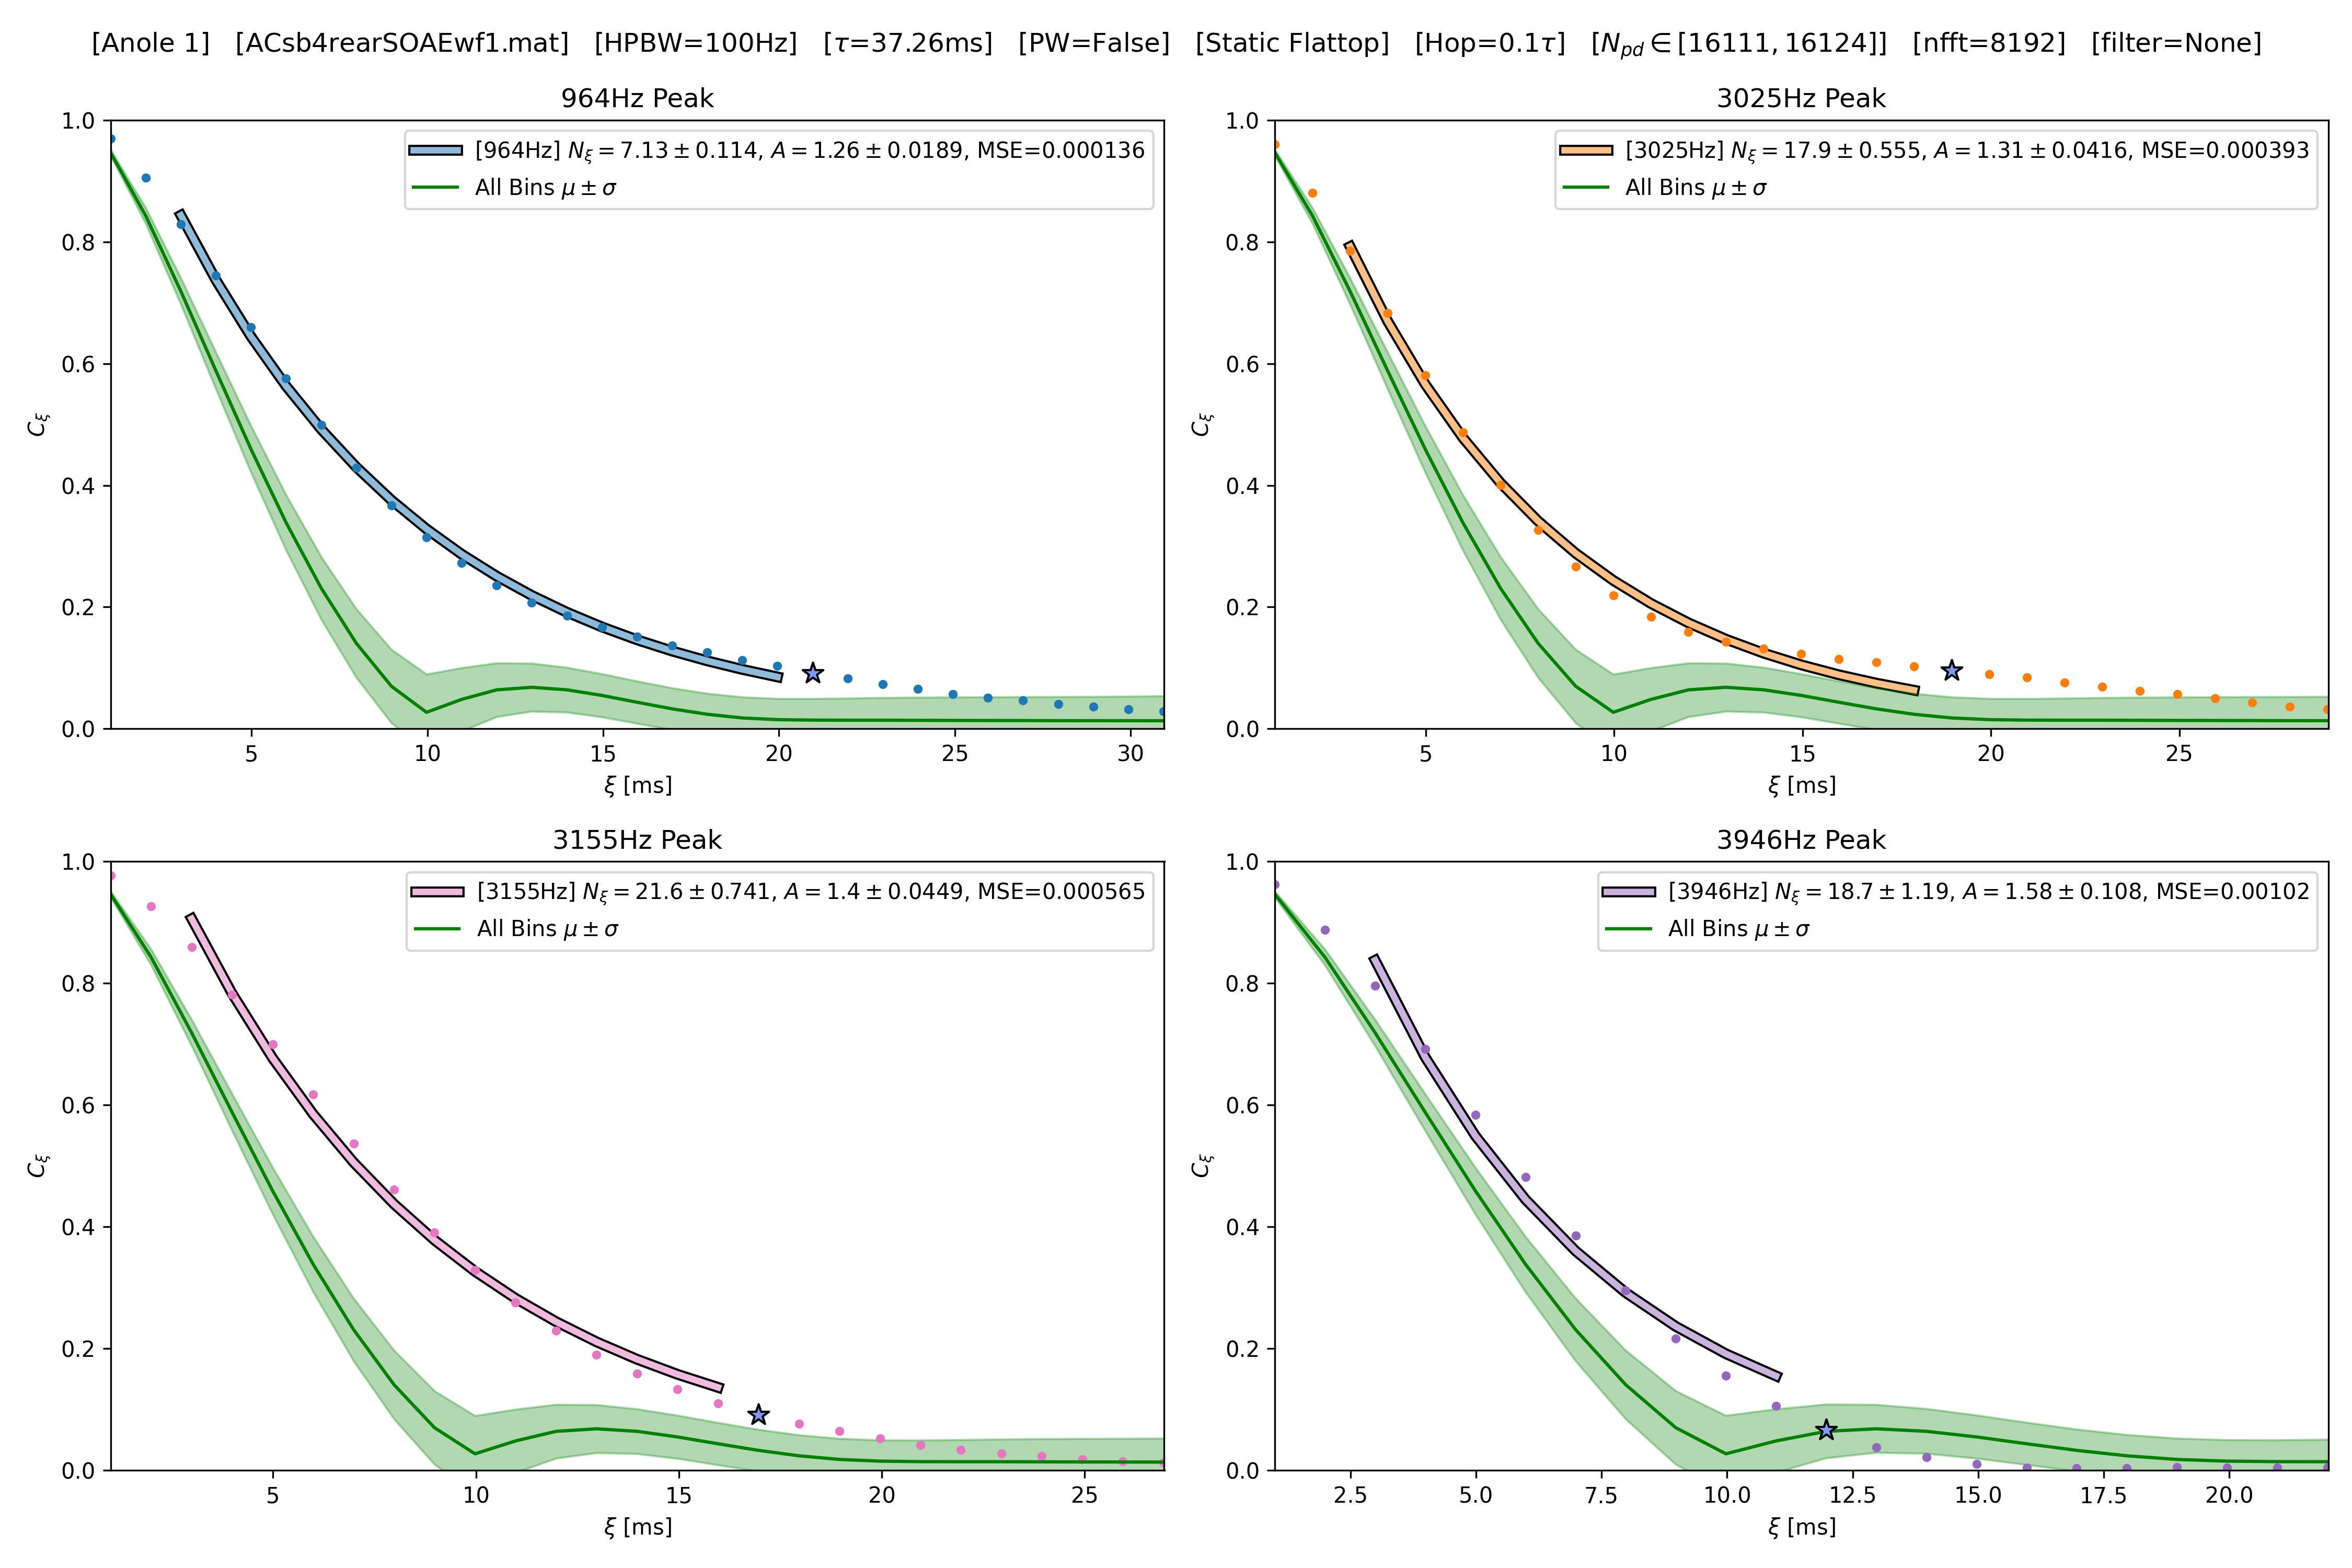 [Anole 1] [ACsb4rearSOAEwf1.mat] [HPBW=100Hz] [τ=37.26ms] [PW=False] [Static Flattop] [Hop=0.1τ] [N_pd ∈ [16111, 16124]] [nfft=8192] [filter=None]
964Hz Peak
[964Hz] N_ξ = 7.13 ± 0.114, A = 1.26 ± 0.0189, MSE=0.000136
All Bins μ ± σ
1.0
0.8
0.6
0.4
0.2
0.0
C_ξ
5 10 15 20 25 30
ξ [ms]
3025Hz Peak
[3025Hz] N_ξ = 17.9 ± 0.555, A = 1.31 ± 0.0416, MSE=0.000393
All Bins μ ± σ
1.0
0.8
0.6
0.4
0.2
0.0
C_ξ
5 10 15 20 25
ξ [ms]
3155Hz Peak
[3155Hz] N_ξ = 21.6 ± 0.741, A = 1.4 ± 0.0449, MSE=0.000565
All Bins μ ± σ
1.0
0.8
0.6
0.4
0.2
0.0
C_ξ
5 10 15 20 25
ξ [ms]
3946Hz Peak
[3946Hz] N_ξ = 18.7 ± 1.19, A = 1.58 ± 0.108, MSE=0.00102
All Bins μ ± σ
1.0
0.8
0.6
0.4
0.2
0.0
C_ξ
2.5 5.0 7.5 10.0 12.5 15.0 17.5 20.0
ξ [ms]